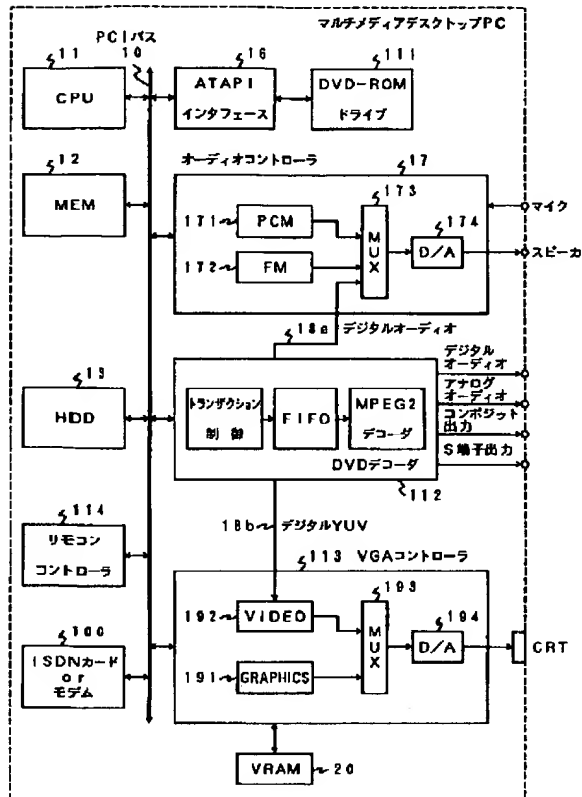 マルチメディアデスクトップPC
PCIバス
10
11
CPU
16
ATAPI
インタフェース
111
DVD-ROM
ドライブ
12
MEM
オーディオコントローラ
17
171
PCM
172
FM
173
MUX
174
D/A
マイク
スピーカ
18a デジタルオーディオ
13
HDD
トランザクション
制御
FIFO
MPEG2
デコーダ
DVDデコーダ
112
デジタル
オーディオ
アナログ
オーディオ
コンポジット
出力
S端子出力
18b デジタルYUV
114
リモコン
コントローラ
113 VGAコントローラ
192
VIDEO
191
GRAPHICS
193
MUX
194
D/A
CRT
100
ISDNカード
or
モデム
VRAM
20